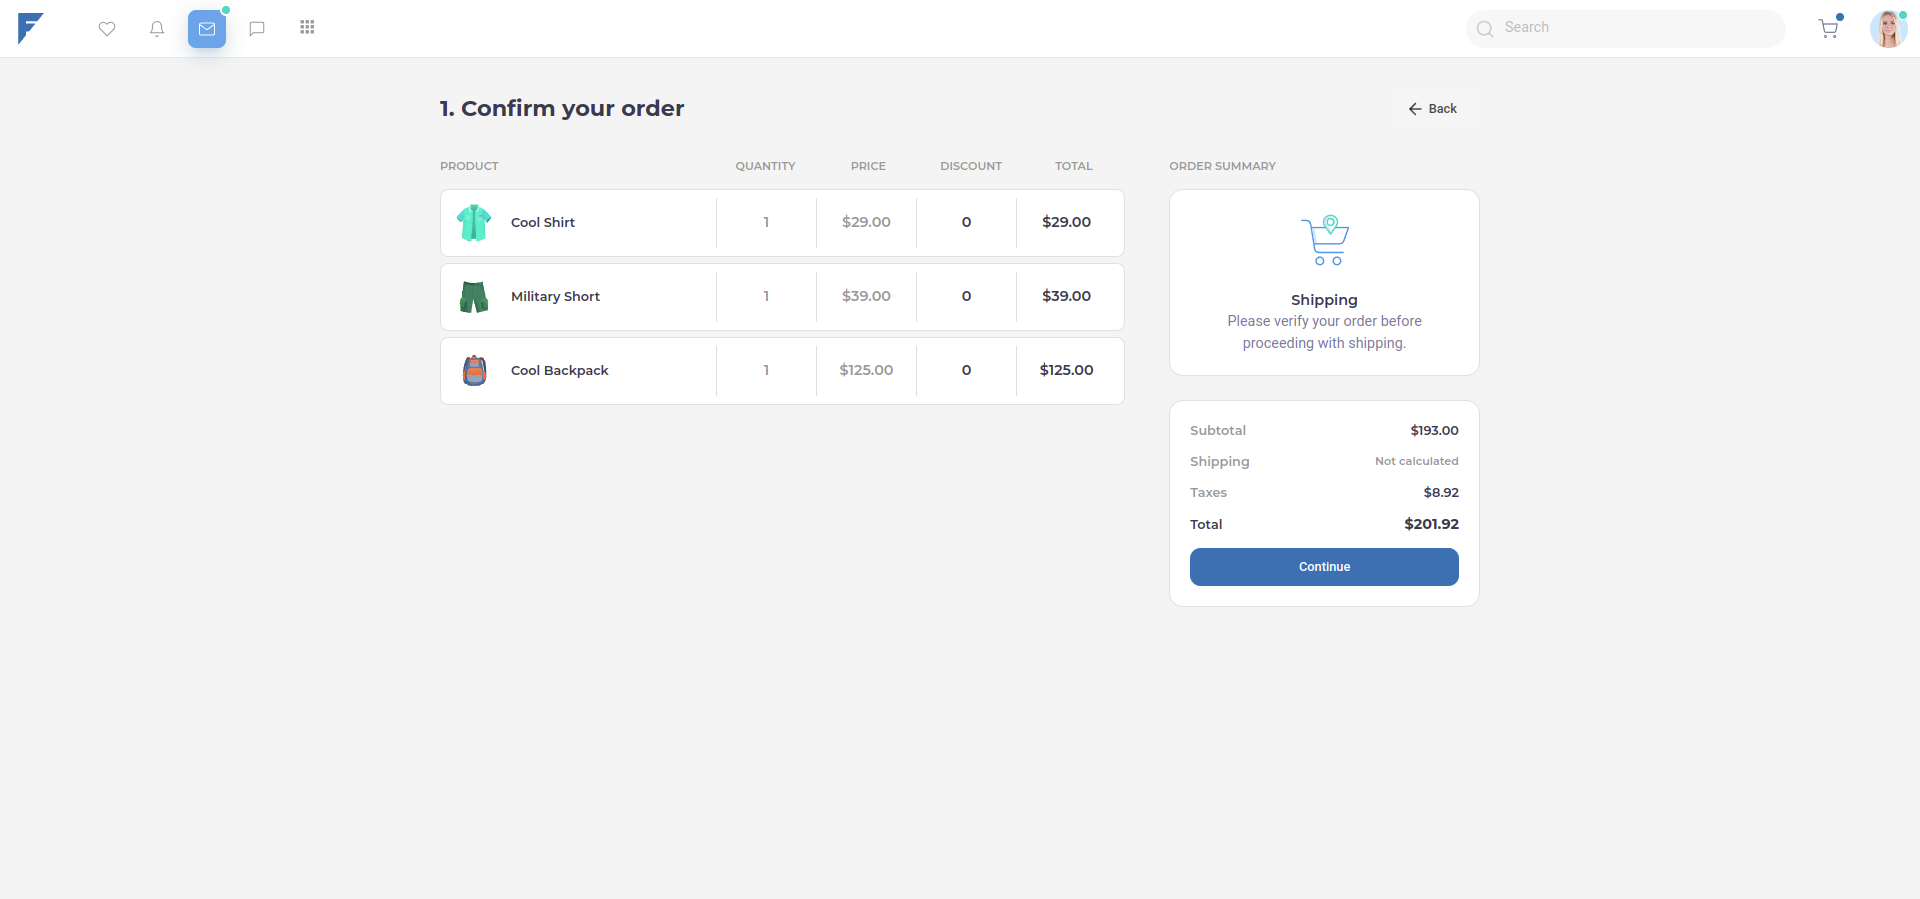 Search
1. Confirm your order
Back
PRODUCT QUANTITY PRICE DISCOUNT TOTAL
Cool Shirt 1 $29.00 0 $29.00
Military Short 1 $39.00 0 $39.00
Cool Backpack 1 $125.00 0 $125.00
ORDER SUMMARY
Shipping
Please verify your order before
proceeding with shipping.
Subtotal $193.00
Shipping Not calculated
Taxes $8.92
Total $201.92
Continue